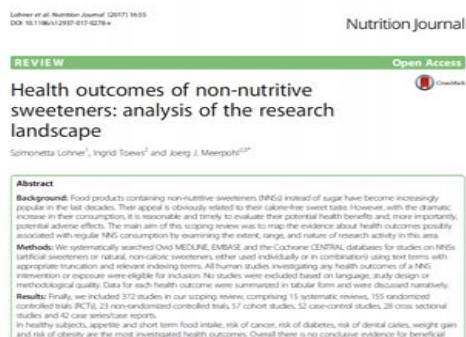 Lohner et al. Nutrition Journal (2017) 16:55
DOI 10.1186/s12937-017-0278-x
Nutrition Journal
REVIEW
Open Access
CrossMark
Health outcomes of non-nutritive
sweeteners: analysis of the research
landscape
Szimonetta Lohner1, Ingrid Toews2 and Joerg J. Meerpohl2,3*
Abstract
Background: Food products containing non-nutritive sweeteners (NNSs) instead of sugar have become increasingly
popular in the last decades. Their appeal is obviously related to their calorie-free sweet taste. However, with the dramatic
increase in their consumption, it is reasonable and timely to evaluate their potential health benefits and, more importantly,
potential adverse effects. The main aim of this scoping review was to map the evidence about health outcomes possibly
associated with regular NNS consumption by examining the extent, range, and nature of research activity in this area.
Methods: We systematically searched Ovid MEDLINE, EMBASE and the Cochrane CENTRAL databases for studies on NNSs
(artificial sweeteners or natural, non-caloric sweeteners, either used individually or in combination) using text terms with
appropriate truncation and relevant indexing terms. All human studies investigating any health outcomes of a NNS
intervention or exposure were eligible for inclusion. No studies were excluded based on language, study design or
methodological quality. Data for each health outcome were summarized in tabular form and were discussed narratively.
Results: Finally, we included 372 studies in our scoping review, comprising 15 systematic reviews, 155 randomized
controlled trials (RCTs), 23 non-randomized controlled trials, 57 cohort studies, 52 case-control studies, 28 cross sectional
studies and 42 case series/case reports.
In healthy subjects, appetite and short term food intake, risk of cancer, risk of diabetes, risk of dental caries, weight gain
and risk of obesity are the most investigated health outcomes. Overall there is no conclusive evidence for beneficial